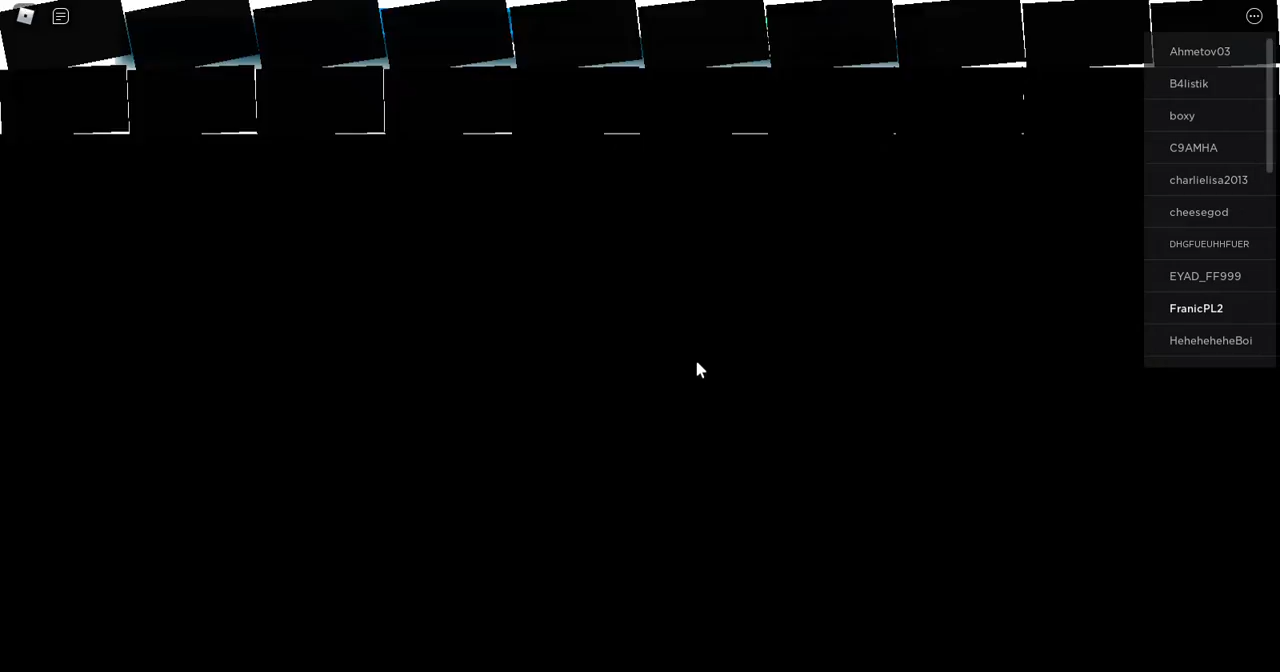 Ahmetov03
B4listik
boxy
C9AMHA
charlielisa2013
cheesegod
DHGFUEUHHFUER
EYAD_FF999
FranicPL2
HeheheheheBoi